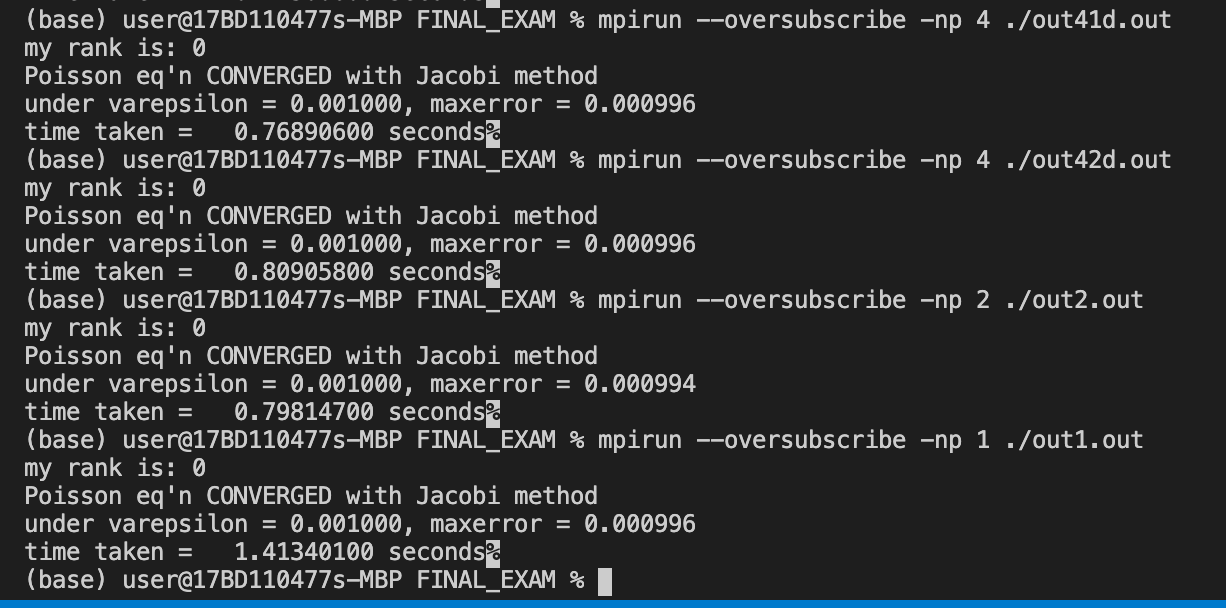 (base) user@17BD110477s-MBP FINAL_EXAM % mpirun --oversubscribe -np 4 ./out41d.out
my rank is: 0
Poisson eq'n CONVERGED with Jacobi method
under varepsilon = 0.001000, maxerror = 0.000996
time taken =   0.76890600 seconds%
(base) user@17BD110477s-MBP FINAL_EXAM % mpirun --oversubscribe -np 4 ./out42d.out
my rank is: 0
Poisson eq'n CONVERGED with Jacobi method
under varepsilon = 0.001000, maxerror = 0.000996
time taken =   0.80905800 seconds%
(base) user@17BD110477s-MBP FINAL_EXAM % mpirun --oversubscribe -np 2 ./out2.out
my rank is: 0
Poisson eq'n CONVERGED with Jacobi method
under varepsilon = 0.001000, maxerror = 0.000994
time taken =   0.79814700 seconds%
(base) user@17BD110477s-MBP FINAL_EXAM % mpirun --oversubscribe -np 1 ./out1.out
my rank is: 0
Poisson eq'n CONVERGED with Jacobi method
under varepsilon = 0.001000, maxerror = 0.000996
time taken =   1.41340100 seconds%
(base) user@17BD110477s-MBP FINAL_EXAM %